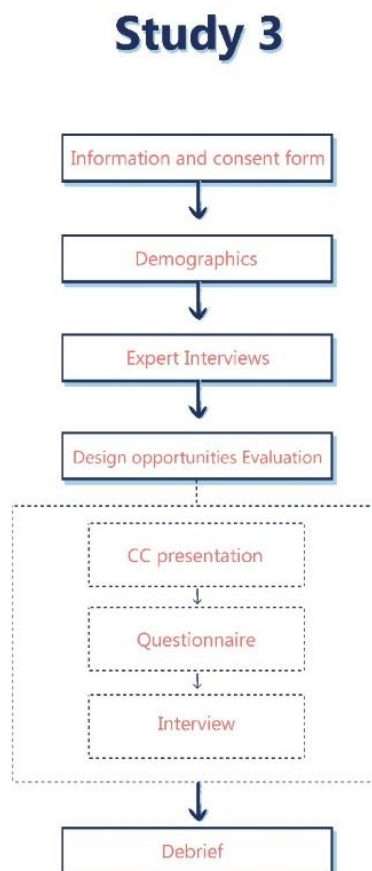 Study 3
Information and consent form
Demographics
Expert Interviews
Design opportunities Evaluation
CC presentation
Questionnaire
Interview
Debrief